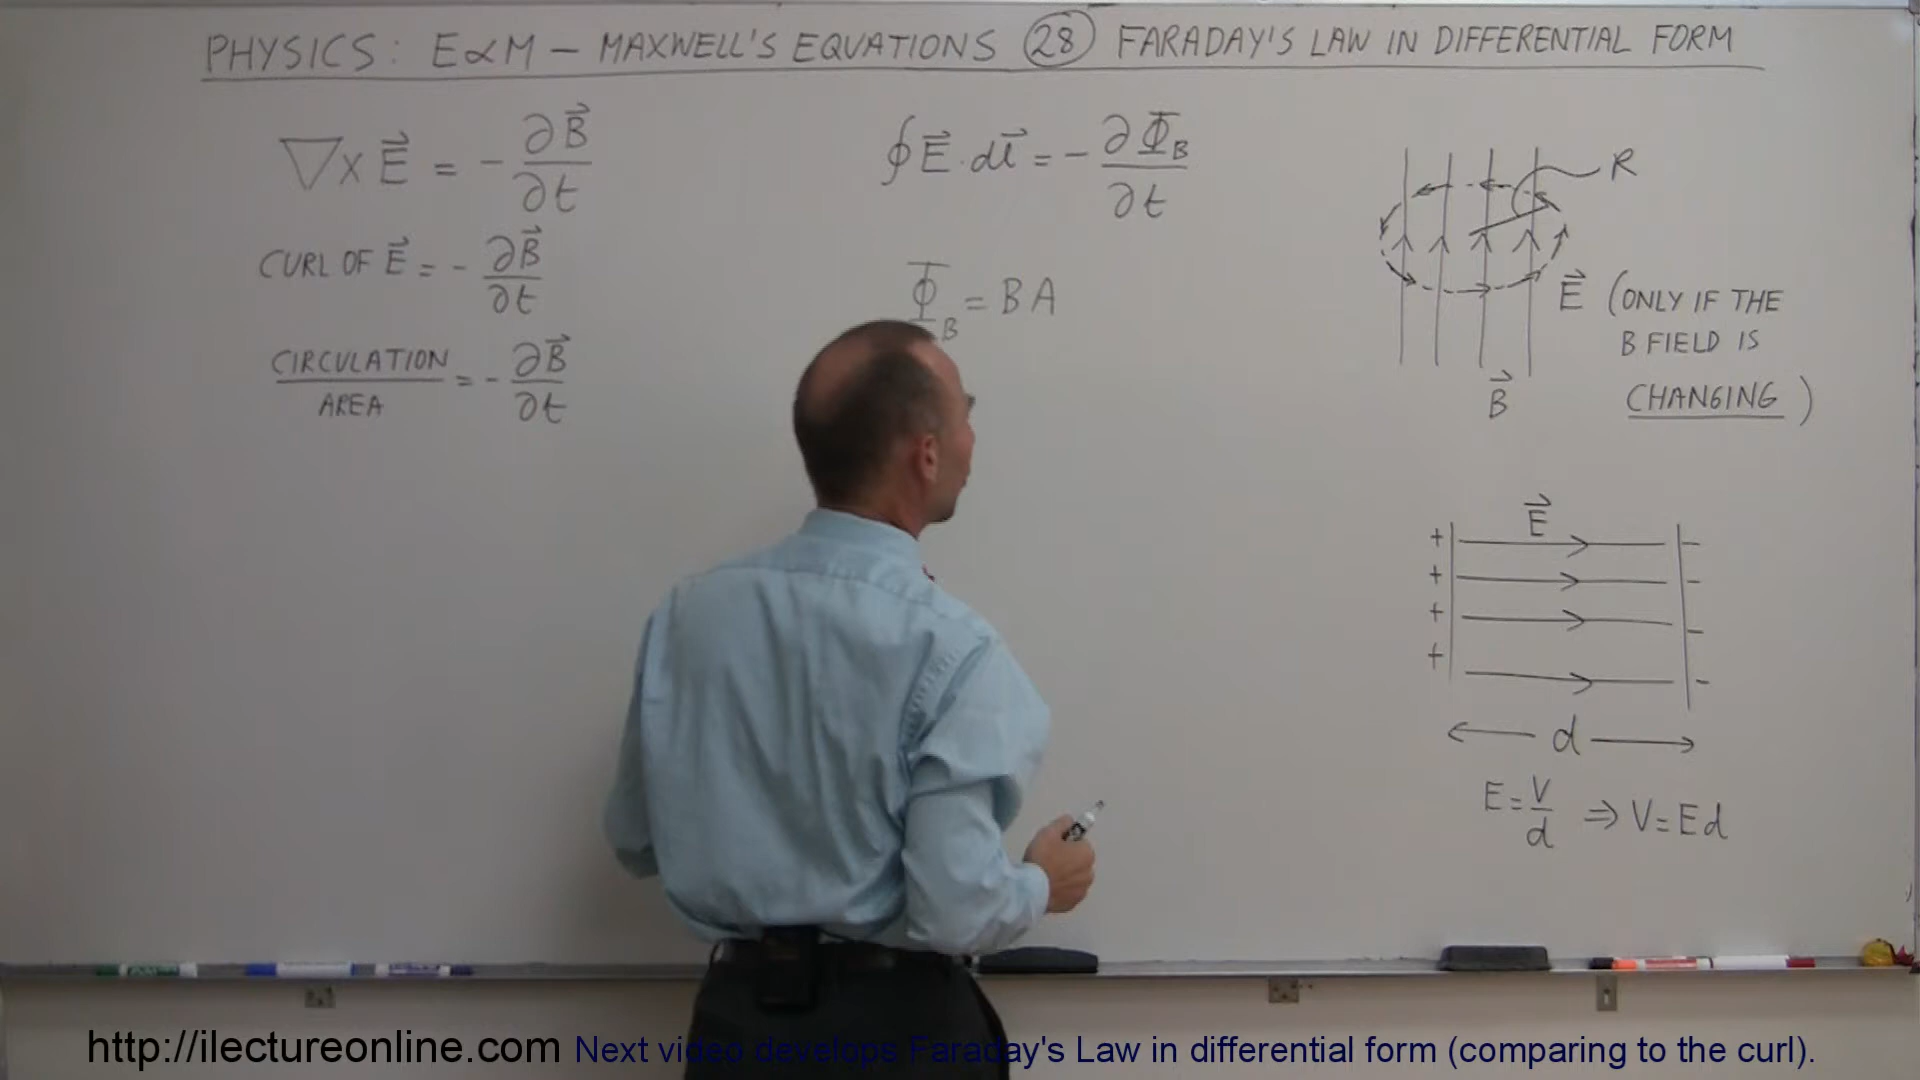 PHYSICS: E&M – MAXWELL'S EQUATIONS 28 FARADAY'S LAW IN DIFFERENTIAL FORM
∇ x E⃗ = - ∂B⃗/∂t
CURL OF E⃗ = - ∂B⃗/∂t
CIRCULATION/AREA = - ∂B⃗/∂t
∮E⃗·dl⃗ = - ∂Φ_B/∂t
Φ_B = BA
R
E⃗ (ONLY IF THE
B FIELD IS
CHANGING)
B⃗
E⃗
+ -
+ -
+ -
+ -
d
E = V/d ⇒ V = Ed
http://ilectureonline.com Next video develops Faraday's Law in differential form (comparing to the curl).